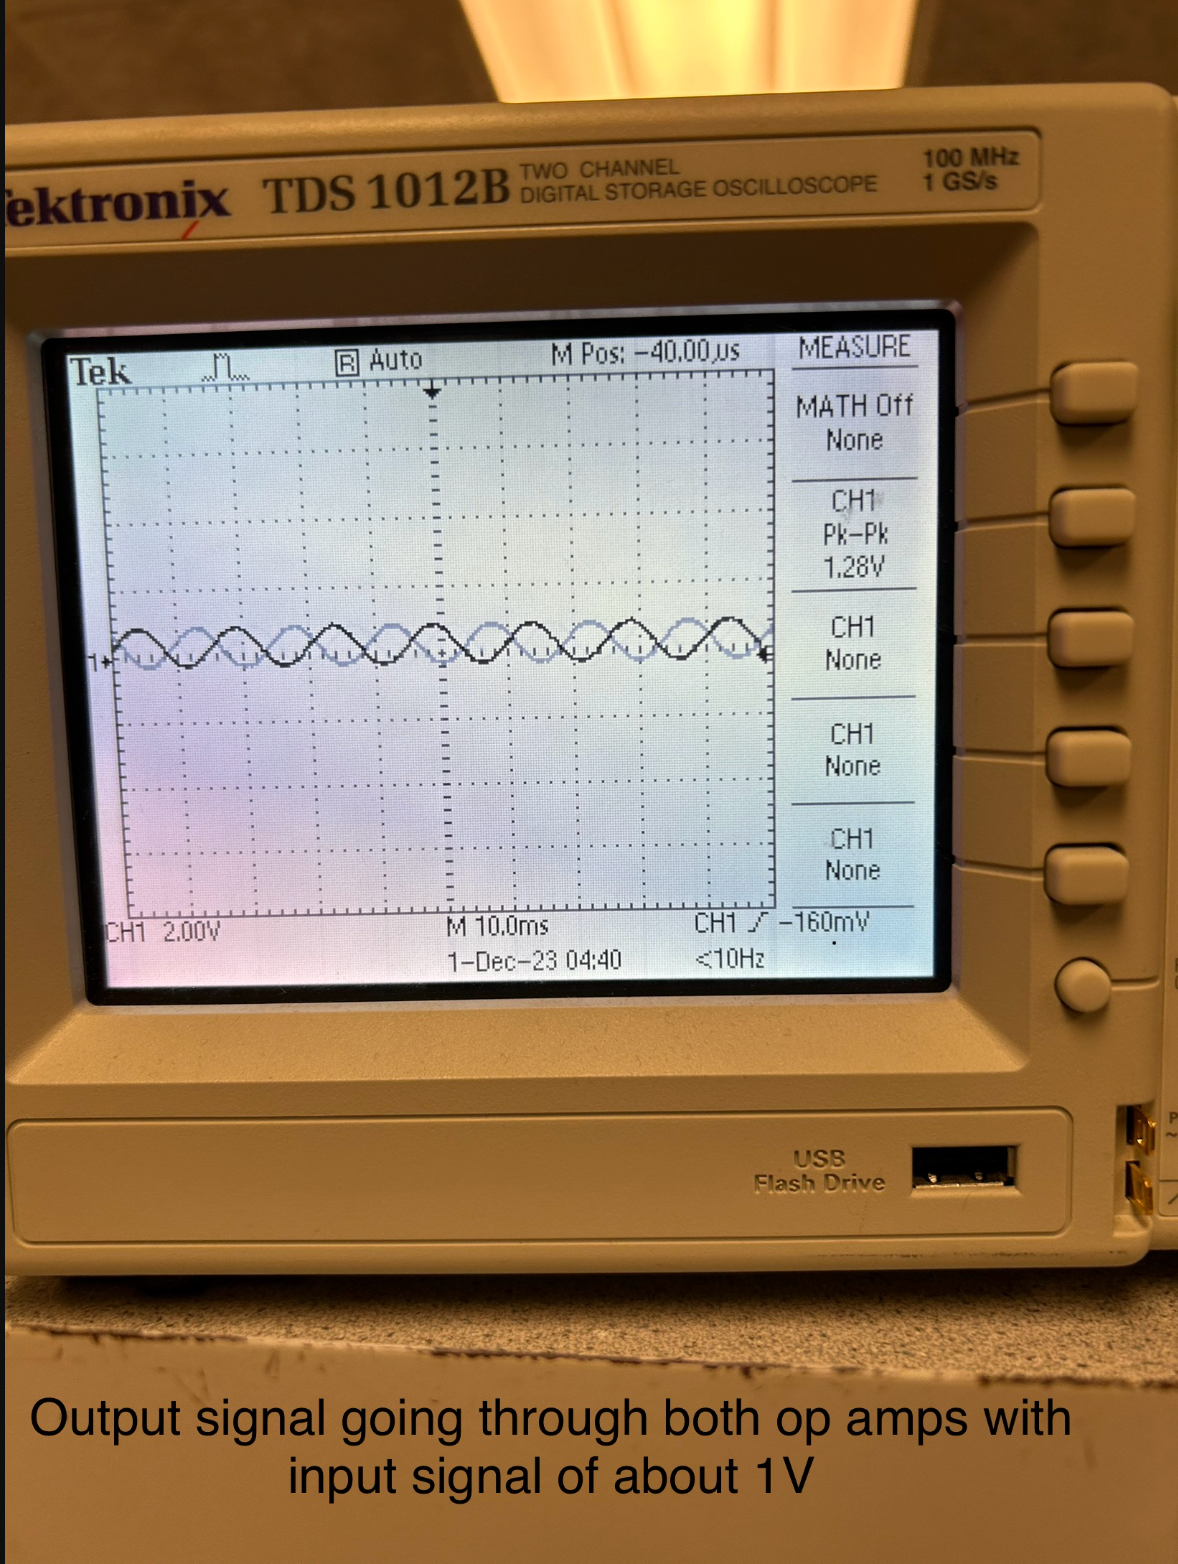 Tektronix TDS 1012B TWO CHANNEL
DIGITAL STORAGE OSCILLOSCOPE
100 MHz
1 GS/s
Tek R Auto M Pos: -40.00µs MEASURE
MATH Off
None
CH1
Pk-Pk
1.28V
CH1
None
CH1
None
CH1
None
1
CH1 2.00V M 10.0ms CH1 -160mV
1-Dec-23 04:40 <10Hz
USB
Flash Drive
Output signal going through both op amps with
input signal of about 1V